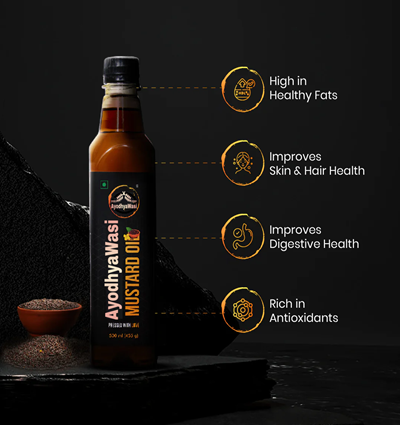 High in
Healthy Fats
Improves
Skin & Hair Health
AyodhyaWasi
AyodhyaWasi
MUSTARD OIL
Improves
Digestive Health
Rich in
Antioxidants